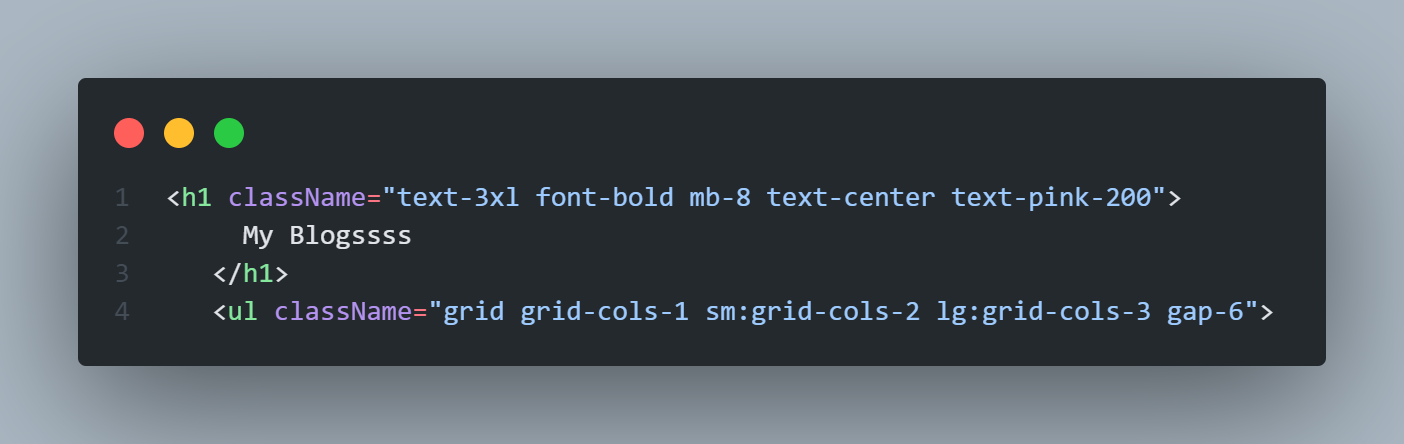 1 <h1 className="text-3xl font-bold mb-8 text-center text-pink-200">
2 My Blogssss
3 </h1>
4 <ul className="grid grid-cols-1 sm:grid-cols-2 lg:grid-cols-3 gap-6">